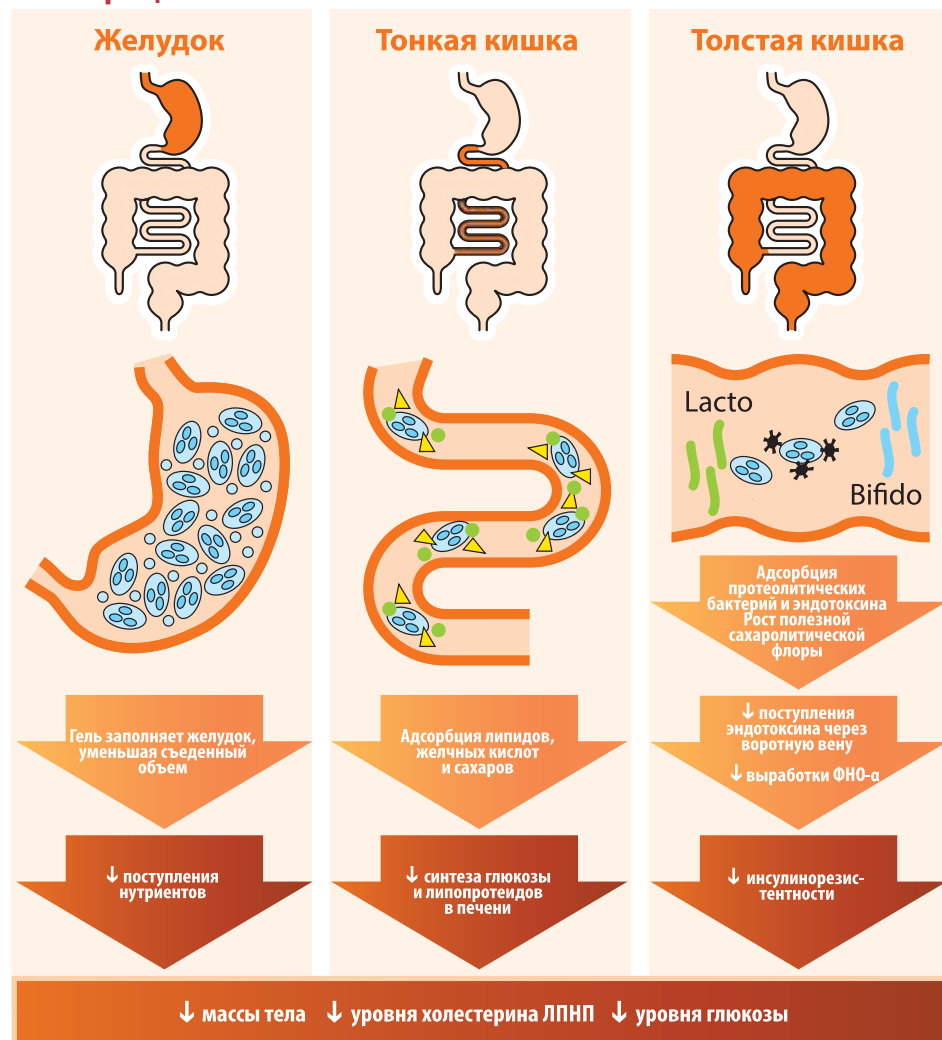 Желудок
Тонкая кишка
Толстая кишка
Lacto
Bifido
Гель заполняет желудок,
уменьшая съеденный
объем
↓ поступления
нутриентов
Адсорбция липидов,
желчных кислот
и сахаров
↓ синтеза глюкозы
и липопротеидов
в печени
Адсорбция
протеолитических
бактерий и эндотоксина
Рост полезной
сахаролитической
флоры
↓ поступления
эндотоксина через
воротную вену
↓ выработки ФНО-α
↓ инсулинорезис-
тентности
↓ массы тела ↓ уровня холестерина ЛПНП ↓ уровня глюкозы